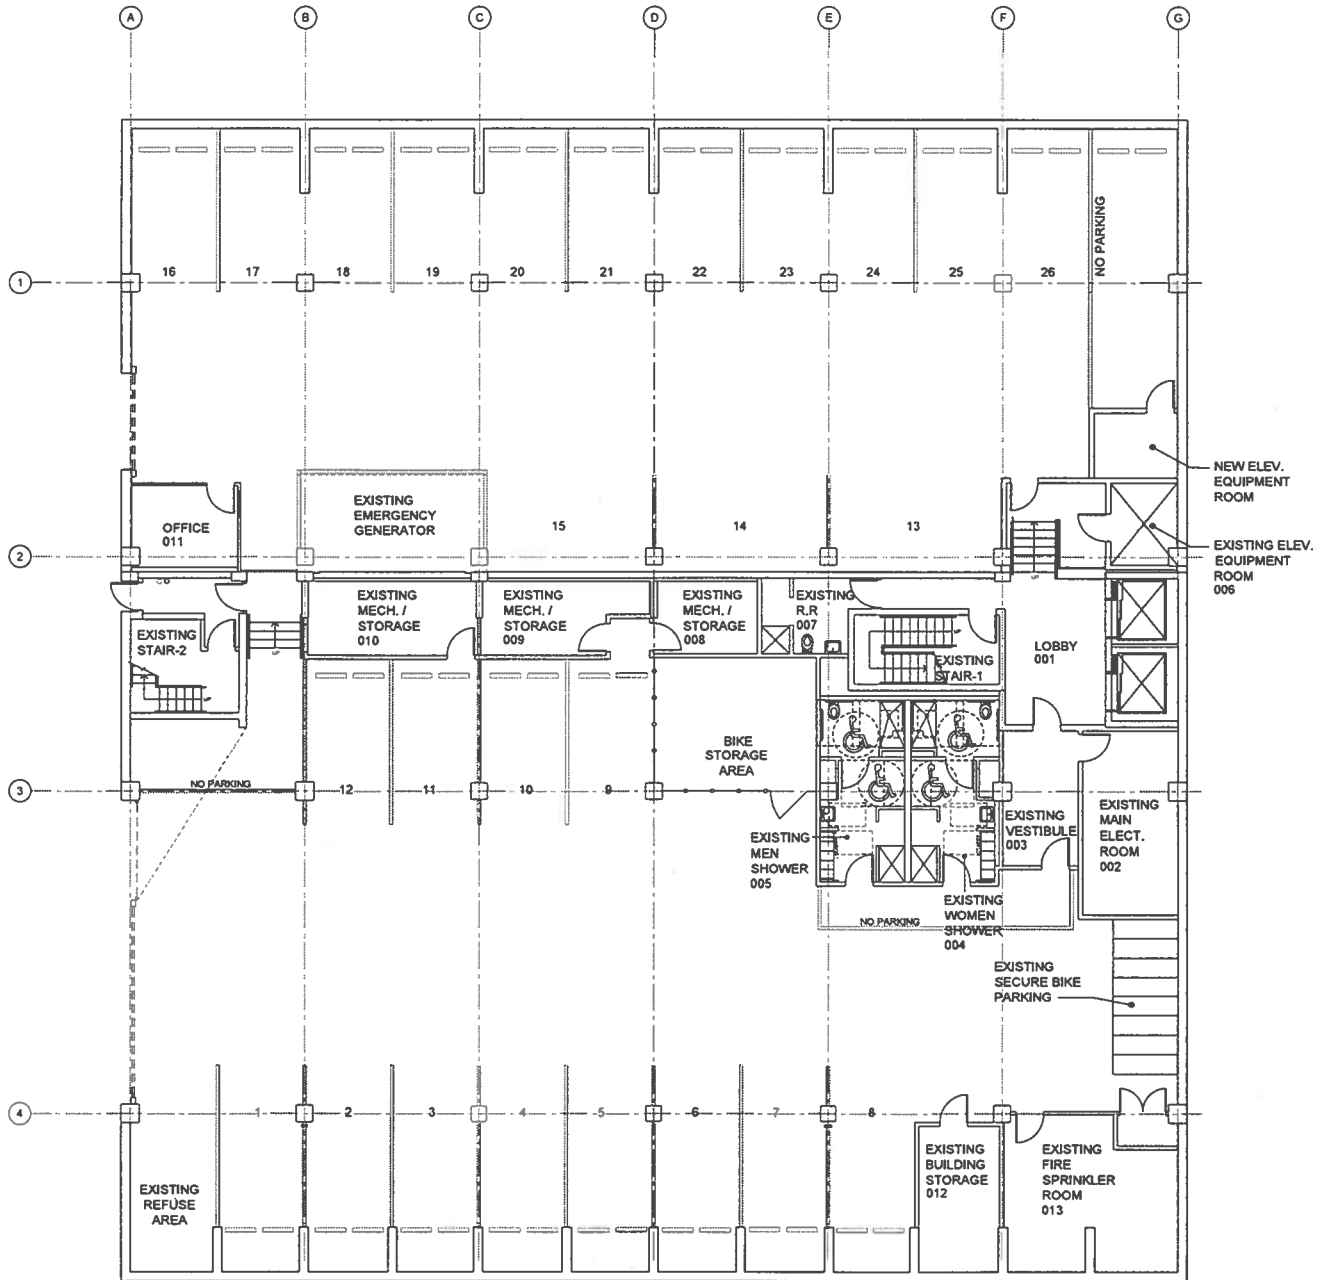 A
B
C
D
E
F
G
NO PARKING
16
17
18
19
20
21
22
23
24
25
26
1
NEW ELEV.
EQUIPMENT
ROOM
EXISTING
EMERGENCY
GENERATOR
OFFICE
011
15
14
13
2
EXISTING ELEV.
EQUIPMENT
ROOM
006
UP
EXISTING
MECH. /
STORAGE
010
EXISTING
MECH. /
STORAGE
009
EXISTING
MECH. /
STORAGE
008
EXISTING
R.R
007
EXISTING
STAIR-2
UP
UP
UP
EXISTING
STAIR-1
LOBBY
001
BIKE
STORAGE
AREA
3
NO PARKING
12
11
10
9
EXISTING
MEN
SHOWER
005
EXISTING
VESTIBULE
003
EXISTING
MAIN
ELECT.
ROOM
002
NO PARKING
EXISTING
WOMEN
SHOWER
004
EXISTING
SECURE BIKE
PARKING
4
1
2
3
4
5
6
7
8
EXISTING
REFUSE
AREA
EXISTING
BUILDING
STORAGE
012
EXISTING
FIRE
SPRINKLER
ROOM
013